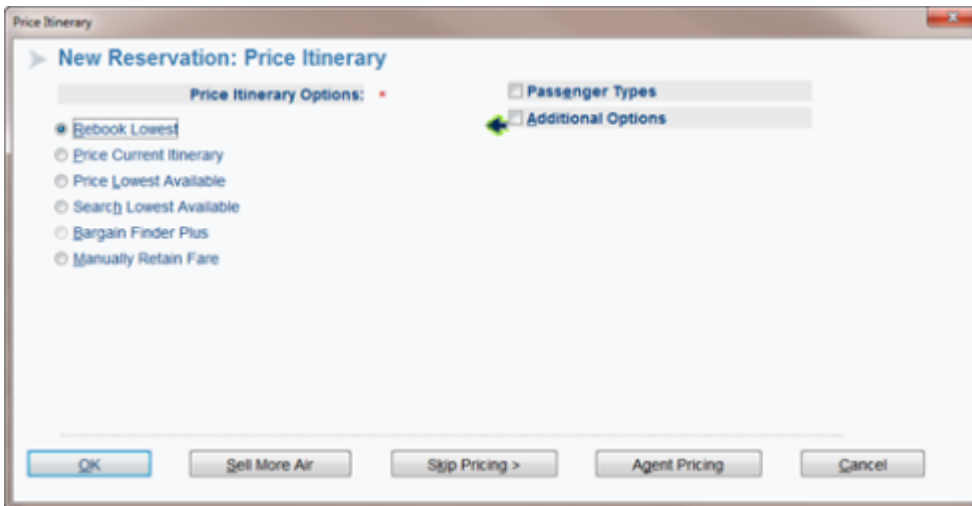 Price Itinerary
New Reservation: Price Itinerary
Price Itinerary Options: *
Rebook Lowest
Price Current Itinerary
Price Lowest Available
Search Lowest Available
Bargain Finder Plus
Manually Retain Fare
Passenger Types
Additional Options
OK
Sell More Air
Skip Pricing >
Agent Pricing
Cancel